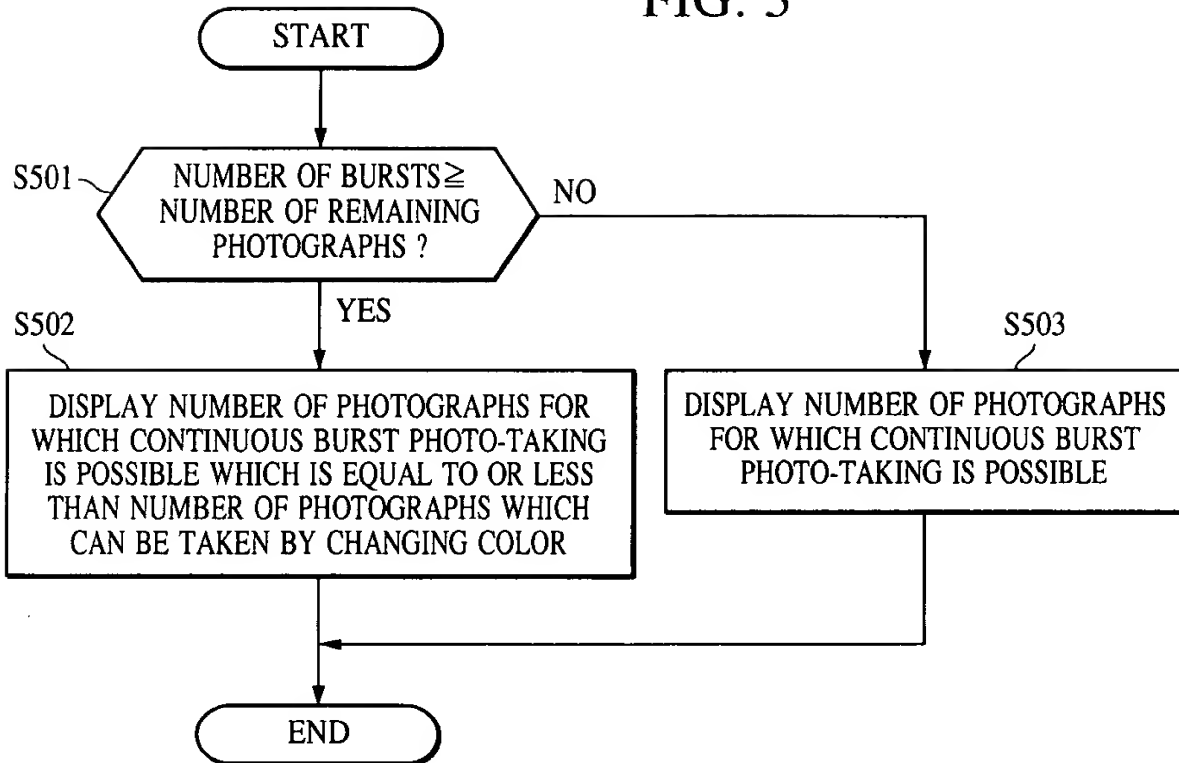 FIG. 5
START
S501
NUMBER OF BURSTS≧
NUMBER OF REMAINING
PHOTOGRAPHS ?
NO
YES
S502
DISPLAY NUMBER OF PHOTOGRAPHS FOR
WHICH CONTINUOUS BURST PHOTO-TAKING
IS POSSIBLE WHICH IS EQUAL TO OR LESS
THAN NUMBER OF PHOTOGRAPHS WHICH
CAN BE TAKEN BY CHANGING COLOR
S503
DISPLAY NUMBER OF PHOTOGRAPHS
FOR WHICH CONTINUOUS BURST
PHOTO-TAKING IS POSSIBLE
END